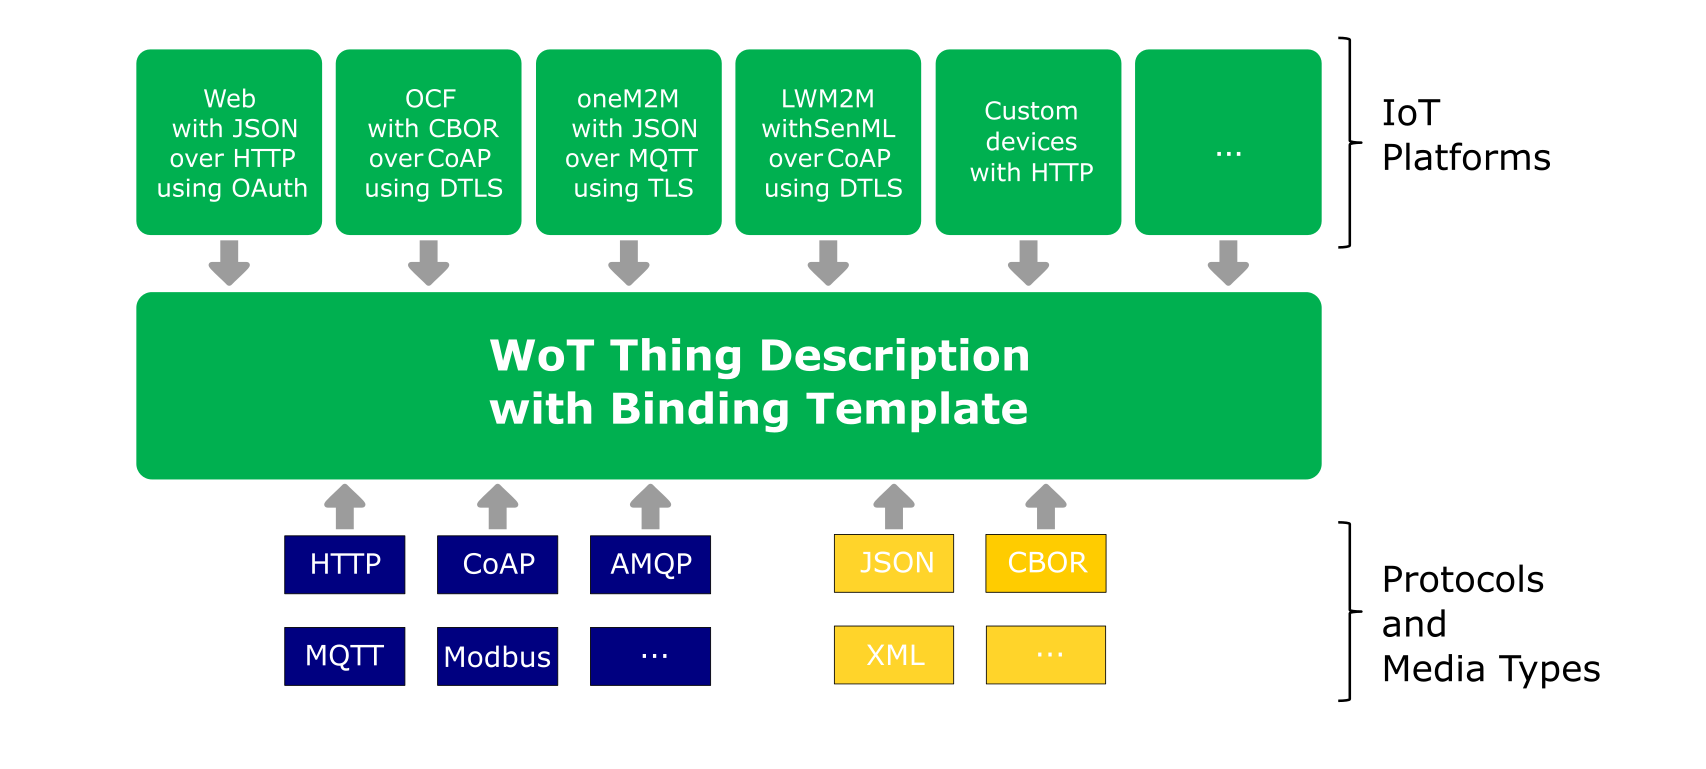 Web
with JSON
over HTTP
using OAuth
OCF
with CBOR
over CoAP
using DTLS
oneM2M
with JSON
over MQTT
using TLS
LWM2M
withSenML
over CoAP
using DTLS
Custom
devices
with HTTP
...
IoT
Platforms
WoT Thing Description
with Binding Template
HTTP
CoAP
AMQP
JSON
CBOR
MQTT
Modbus
...
XML
...
Protocols
and
Media Types